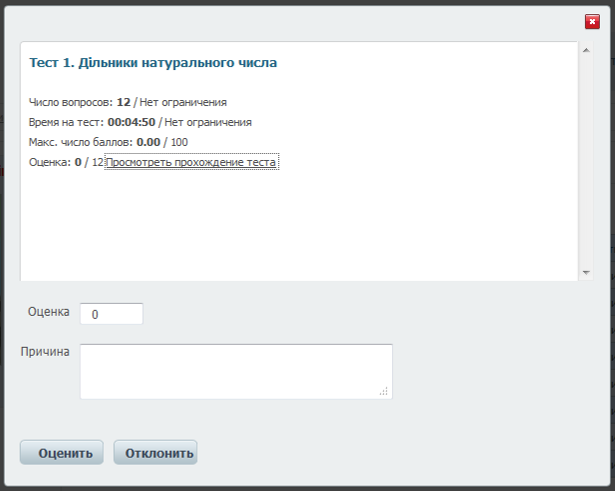 Тест 1. Дільники натурального числа
Число вопросов: 12 / Нет ограничения
Время на тест: 00:04:50 / Нет ограничения
Макс. число баллов: 0.00 / 100
Оценка: 0 / 12 Просмотреть прохождение теста
Оценка 0
Причина
Оценить Отклонить